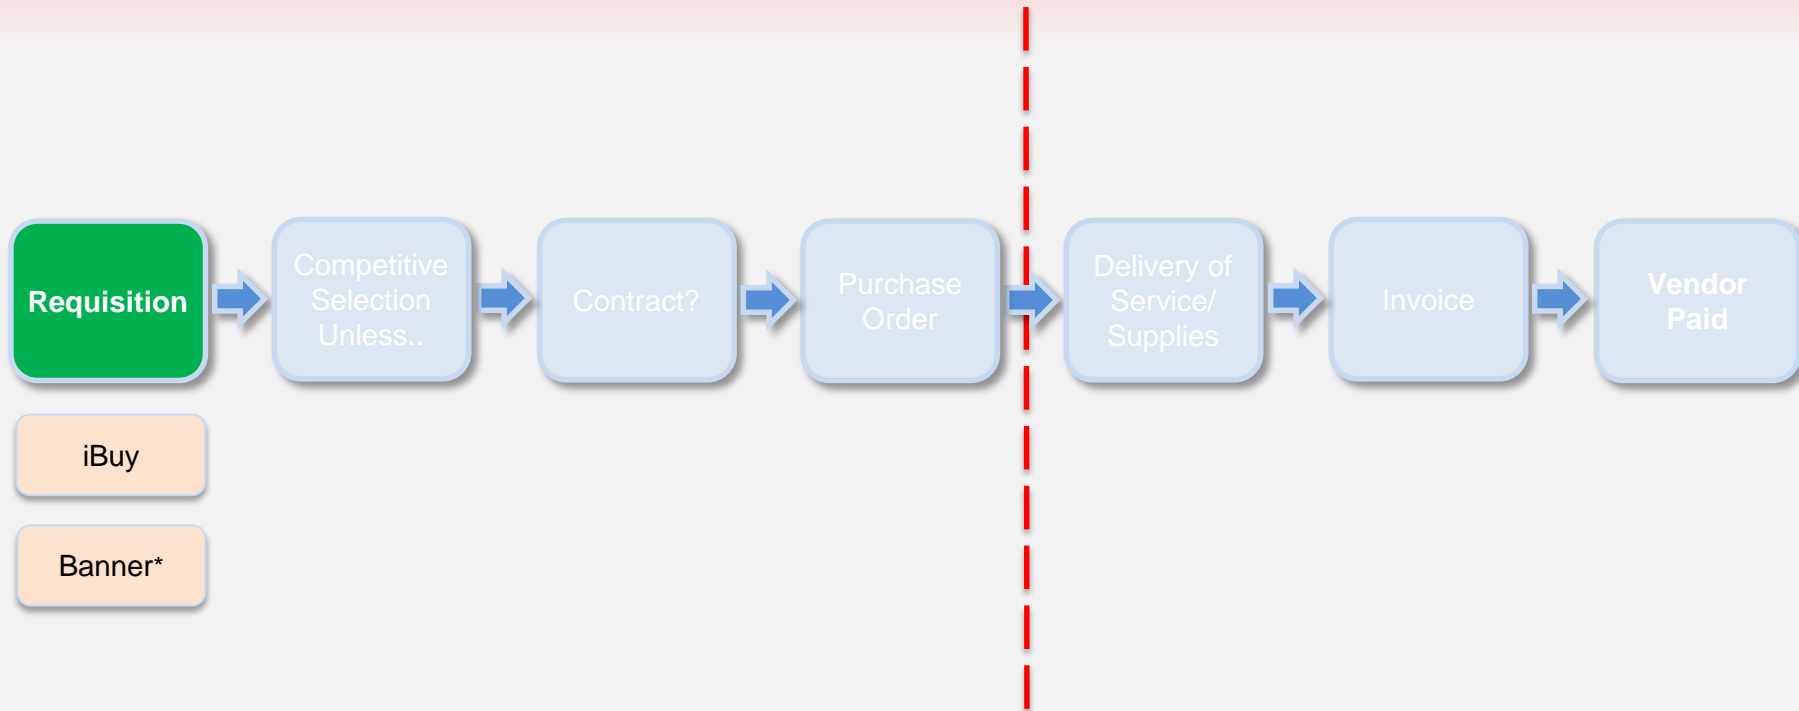 Requisition
Competitive
Selection
Unless..
Contract?
Purchase
Order
Delivery of
Service/
Supplies
Invoice
Vendor
Paid
iBuy
Banner*